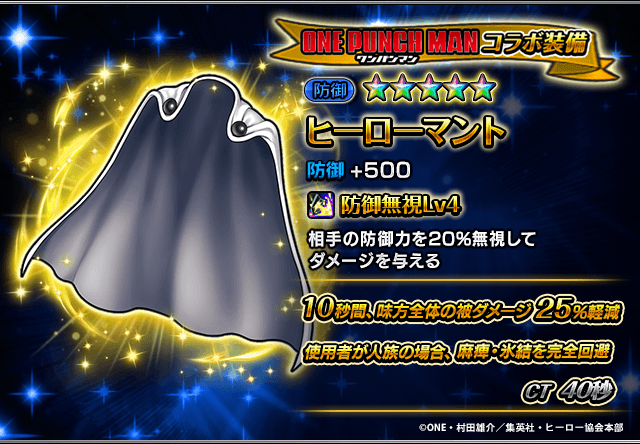 ONE PUNCH MAN コラボ装備
ワンパンマン
防御 ★★★★★
ヒーローマント
防御 +500
防御無視Lv4
相手の防御力を20%無視して
ダメージを与える
10秒間、味方全体の被ダメージ 25%軽減
使用者が人族の場合、麻痺・氷結を完全回避
CT 40秒
©ONE・村田雄介／集英社・ヒーロー協会本部